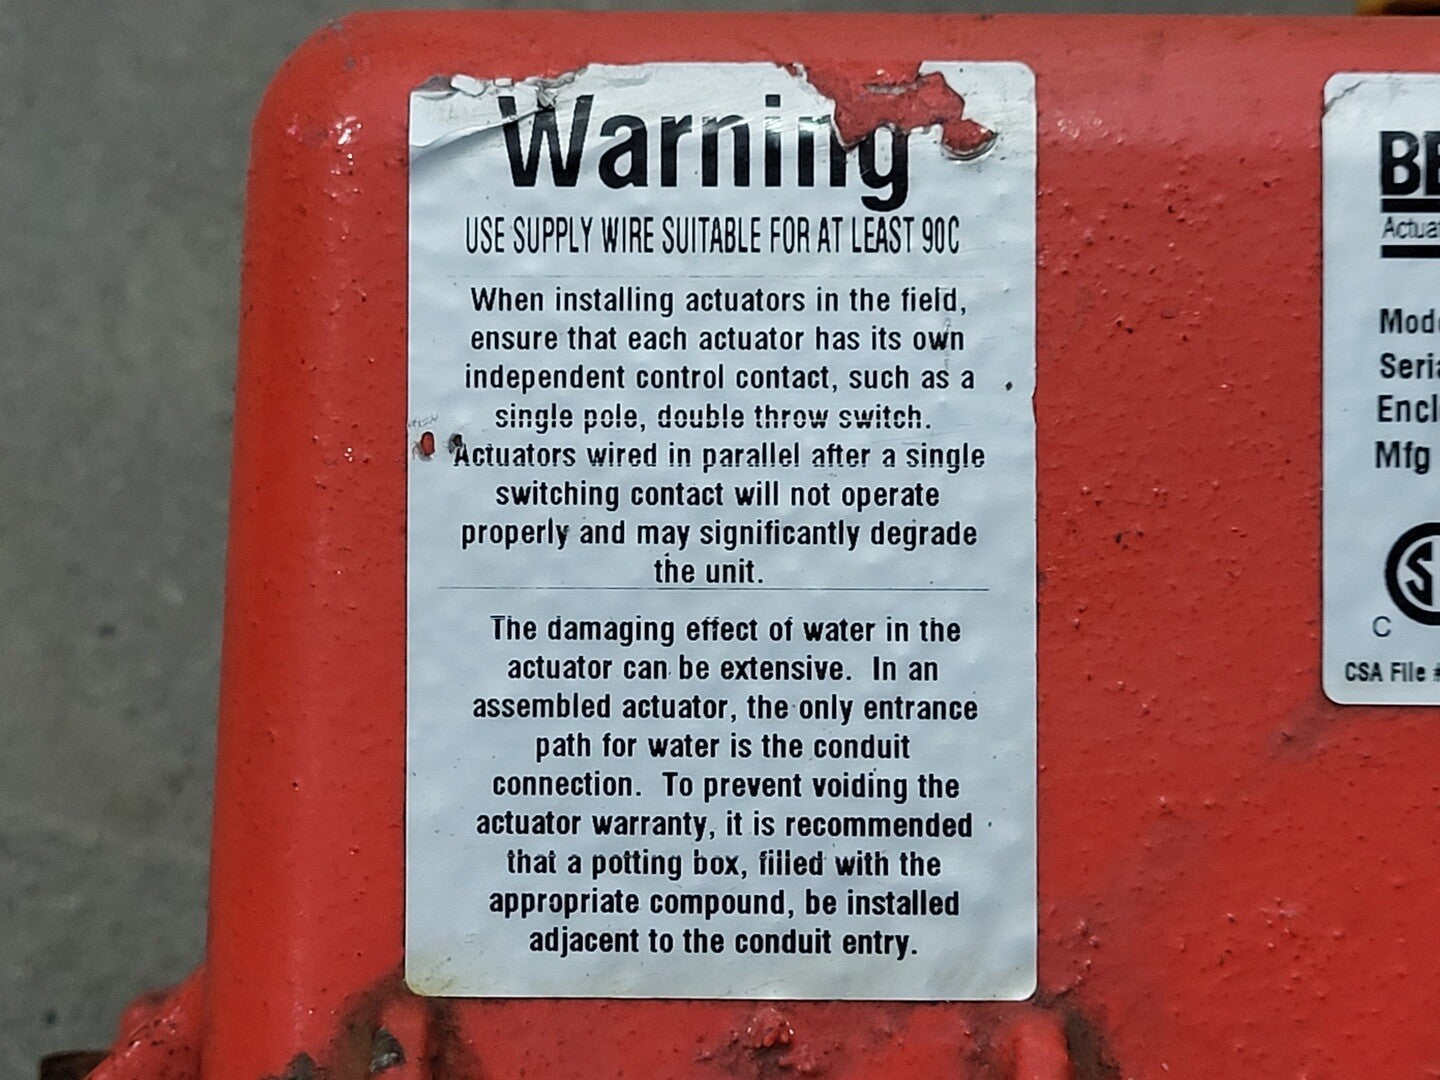 Warning
USE SUPPLY WIRE SUITABLE FOR AT LEAST 90C
When installing actuators in the field,
ensure that each actuator has its own
independent control contact, such as a
single pole, double throw switch.
Actuators wired in parallel after a single
switching contact will not operate
properly and may significantly degrade
the unit.
The damaging effect of water in the
actuator can be extensive. In an
assembled actuator, the only entrance
path for water is the conduit
connection. To prevent voiding the
actuator warranty, it is recommended
that a potting box, filled with the
appropriate compound, be installed
adjacent to the conduit entry.
Mfg
C
CSA File #